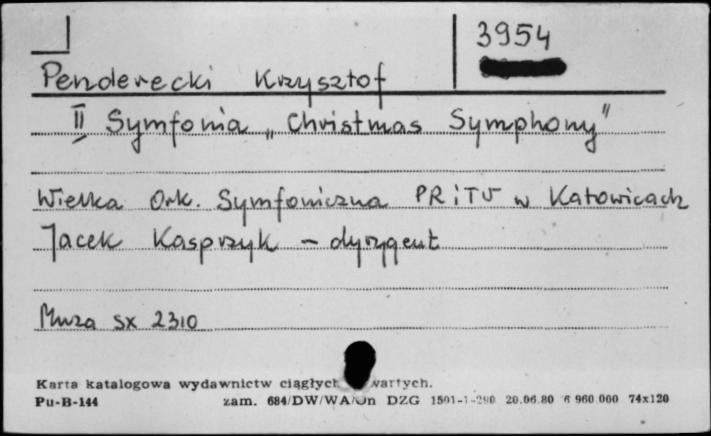 3954
Penderecki Krzysztof
II Symfonia „Christmas Symphony"
Wielka Ork. Symfoniczna PR i TV w Katowicach
Jacek Kasprzyk - dyrygent
Muza SX 2310
Karta katalogowa wydawnictw ciągłych wartych.
Pu-B-144 zam. 684/DW/WA/Un DZG 1501-1-290 20.06.80 6 960 000 74x120